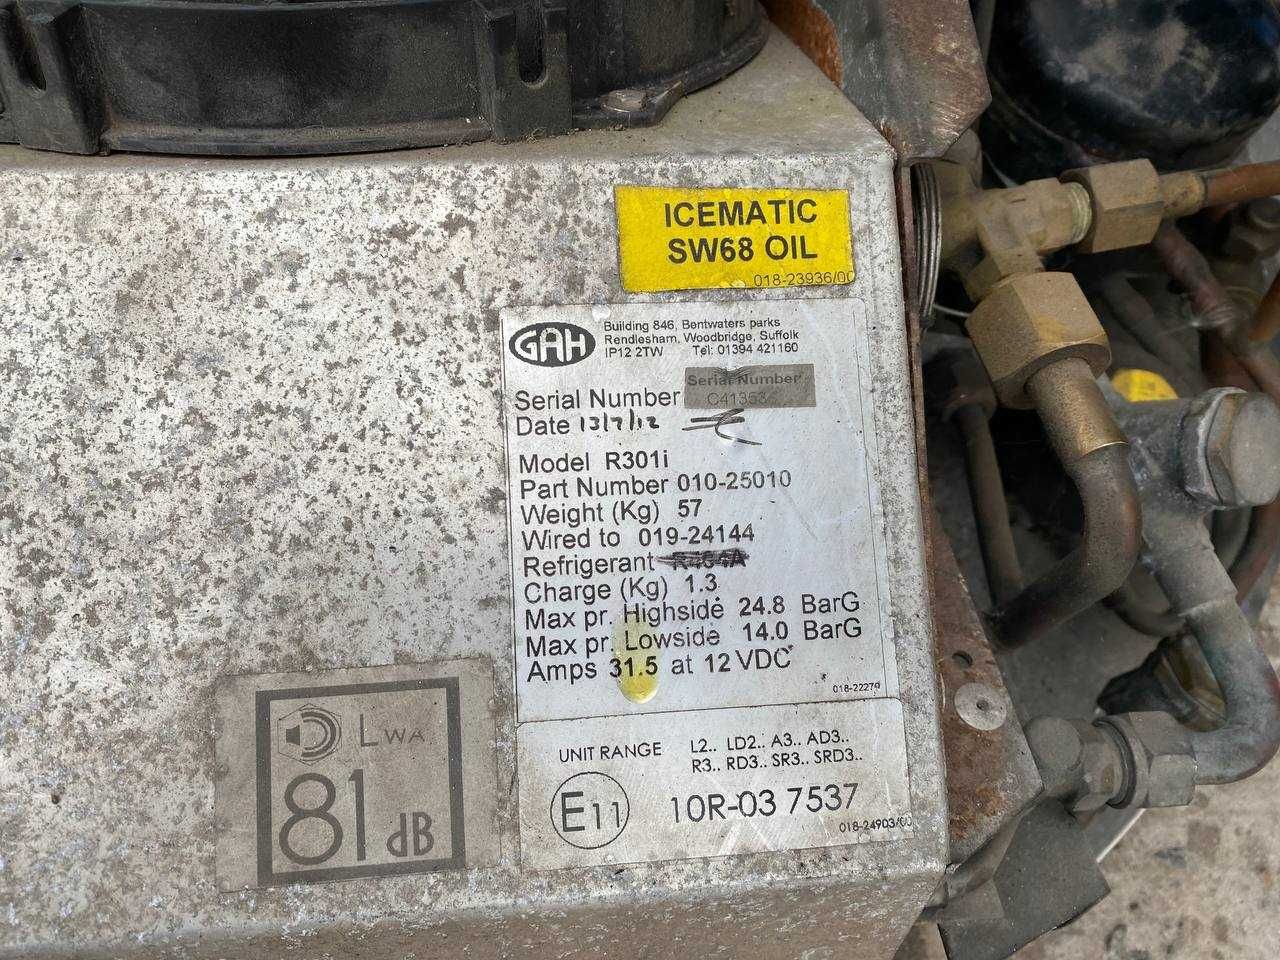 ICEMATIC
SW68 OIL
018-23936/00
GAH
Building 846, Bentwaters parks
Rendlesham, Woodbridge, Suffolk
IP12 2TW Tel: 01394 421160
Serial Number
Serial Number
Date 13/7/12
Model R301i
Part Number 010-25010
Weight (Kg) 57
Wired to 019-24144
Refrigerant R404A
Charge (Kg) 1.3
Max pr. Highside 24.8 BarG
Max pr. Lowside 14.0 BarG
Amps 31.5 at 12 VDC
LWA
81 dB
UNIT RANGE L2.. LD2.. A3.. AD3..
R3.. RD3.. SR3.. SRD3..
E11 10R-03 7537
018-24903/00